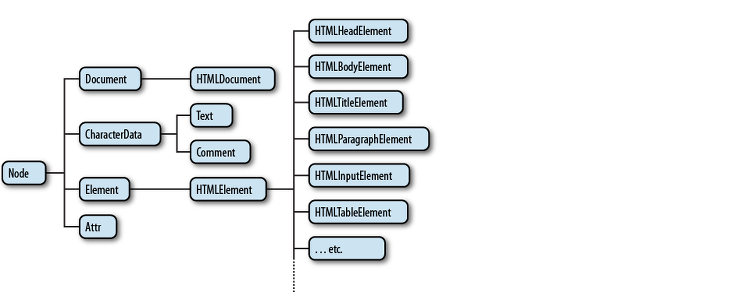 Node
Document
CharacterData
Element
Attr
HTMLDocument
Text
Comment
HTMLElement
HTMLHeadElement
HTMLBodyElement
HTMLTitleElement
HTMLParagraphElement
HTMLInputElement
HTMLTableElement
. . . etc.